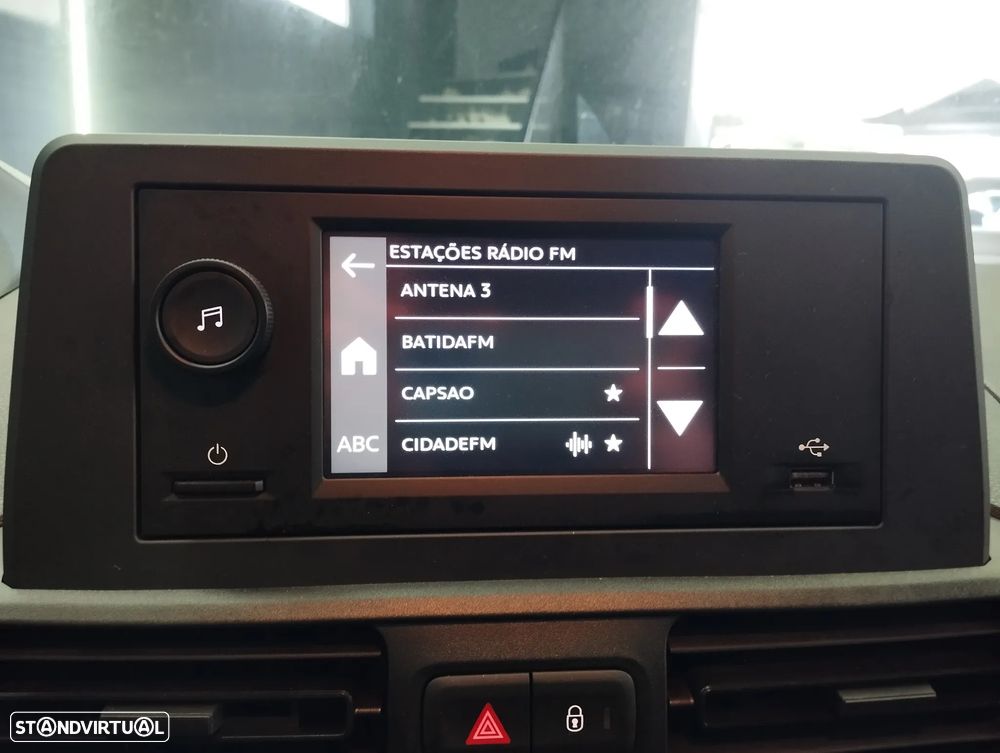 ESTAÇÕES RÁDIO FM
ANTENA 3
BATIDAFM
CAPSAO
ABC
CIDADEFM
STANDVIRTUAL